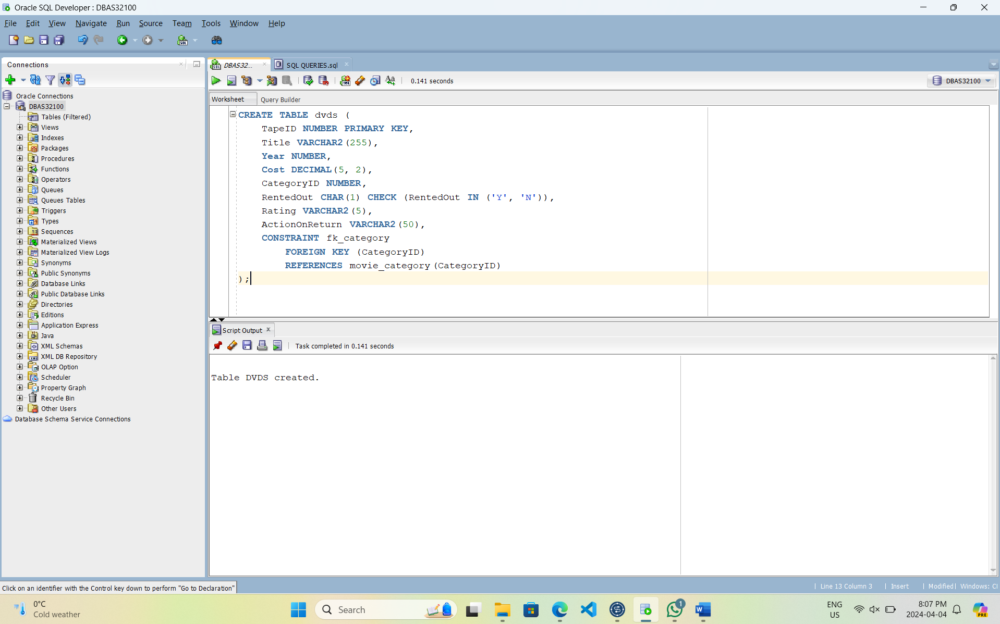 Oracle SQL Developer : DBAS32100
File Edit View Navigate Run Source Team Tools Window Help
Connections
DBAS32... SQL QUERIES.sql
0.141 seconds
DBAS32100
Worksheet Query Builder
Oracle Connections
DBAS32100
Tables (Filtered)
Views
Indexes
Packages
Procedures
Functions
Operators
Queues
Queues Tables
Triggers
Types
Sequences
Materialized Views
Materialized View Logs
Synonyms
Public Synonyms
Database Links
Public Database Links
Directories
Editions
Application Express
Java
XML Schemas
XML DB Repository
OLAP Option
Scheduler
Property Graph
Recycle Bin
Other Users
Database Schema Service Connections
CREATE TABLE dvds (
TapeID NUMBER PRIMARY KEY,
Title VARCHAR2(255),
Year NUMBER,
Cost DECIMAL(5, 2),
CategoryID NUMBER,
RentedOut CHAR(1) CHECK (RentedOut IN ('Y', 'N')),
Rating VARCHAR2(5),
ActionOnReturn VARCHAR2(50),
CONSTRAINT fk_category
FOREIGN KEY (CategoryID)
REFERENCES movie_category(CategoryID)
);
Script Output
Task completed in 0.141 seconds
Table DVDS created.
Click on an identifier with the Control key down to perform "Go to Declaration"
Line 13 Column 3 Insert Modified Windows: Cl
0°C
Cold weather
Search
1
ENG
US
8:07 PM
2024-04-04
PRE